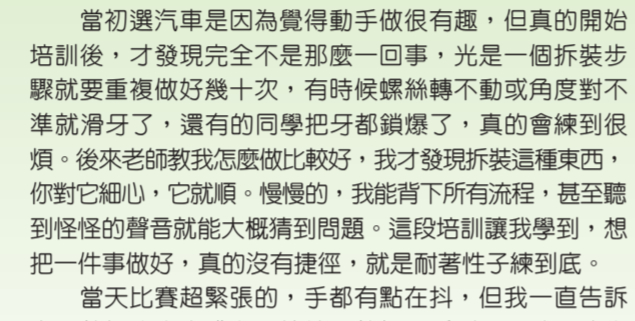 當初選汽車是因為覺得動手做很有趣，但真的開始
培訓後，才發現完全不是那麼一回事，光是一個拆裝步
驟就要重複做好幾十次，有時候螺絲轉不動或角度對不
準就滑牙了，還有的同學把牙都鎖爆了，真的會練到很
煩。後來老師教我怎麼做比較好，我才發現拆裝這種東西，
你對它細心，它就順。慢慢的，我能背下所有流程，甚至聽
到怪怪的聲音就能大概猜到問題。這段培訓讓我學到，想
把一件事做好，真的沒有捷徑，就是耐著性子練到底。
當天比賽超緊張的，手都有點在抖，但我一直告訴